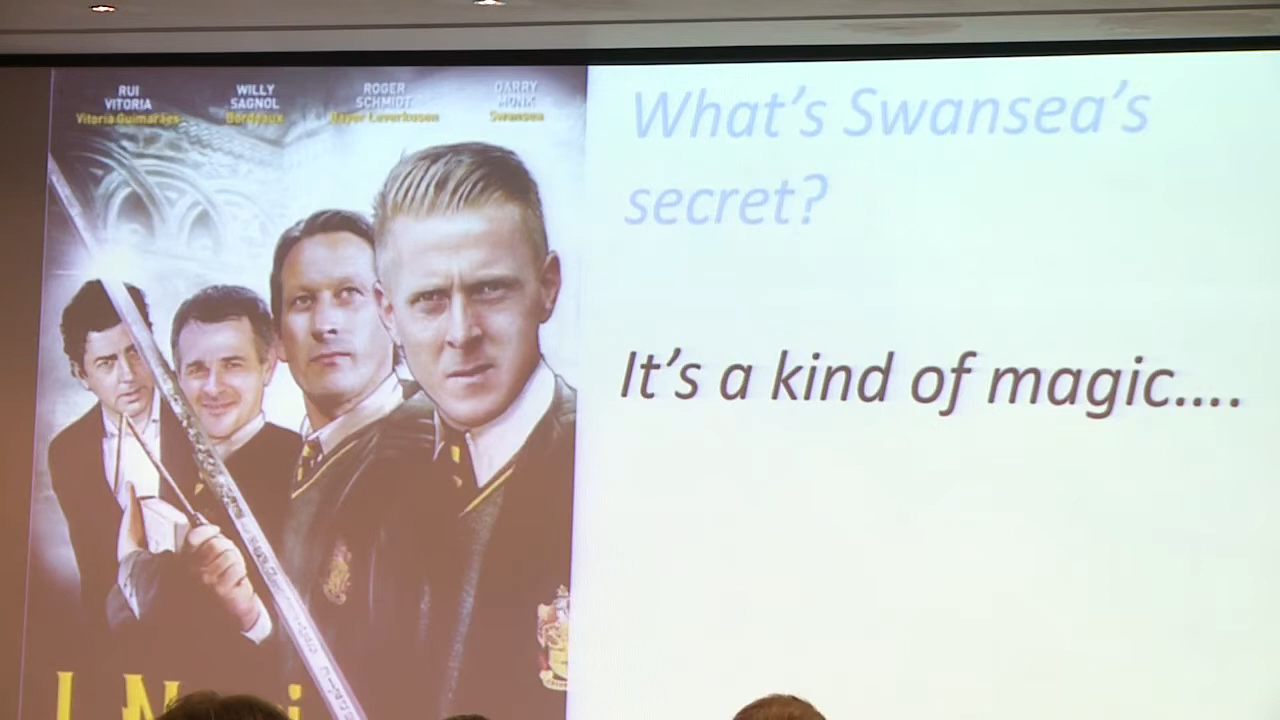 RUI
VITORIA
Vitoria Guimarães
WILLY
SAGNOL
Bordeaux
ROGER
SCHMIDT
Bayer Leverkusen
GARRY
MONK
Swansea
What's Swansea's
secret?
It's a kind of magic....